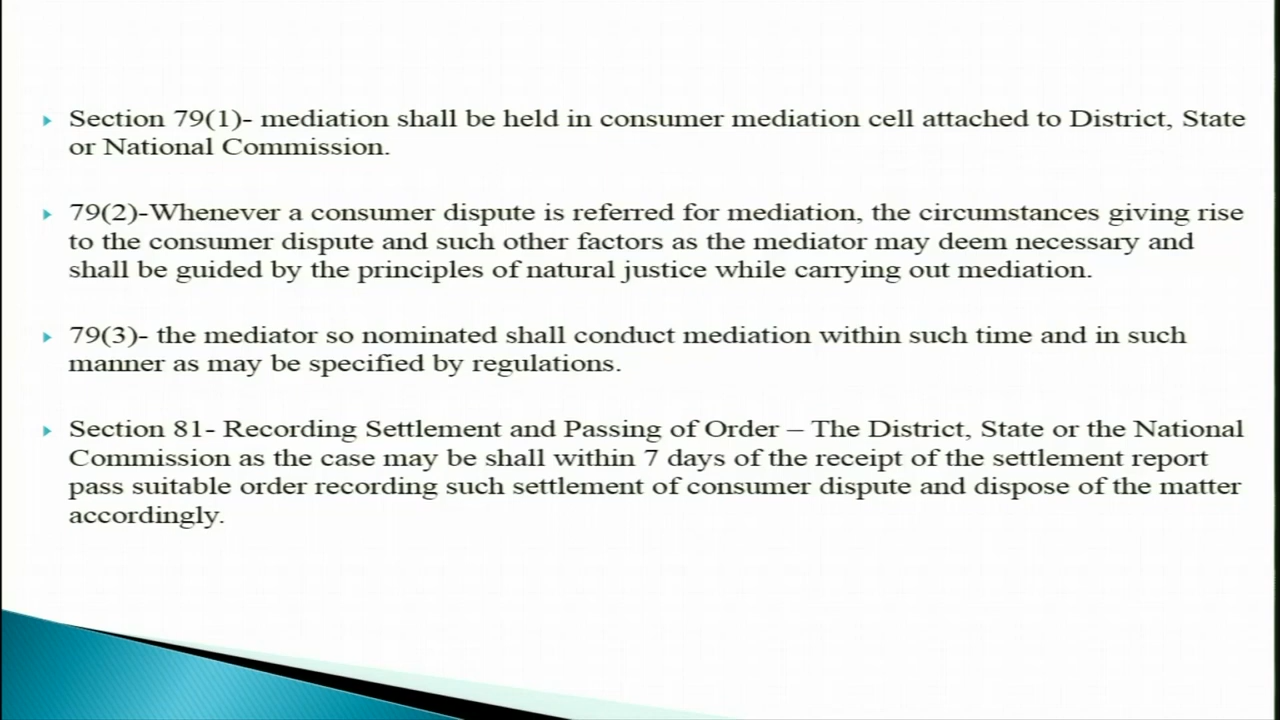 Section 79(1)- mediation shall be held in consumer mediation cell attached to District, State
or National Commission.
79(2)-Whenever a consumer dispute is referred for mediation, the circumstances giving rise
to the consumer dispute and such other factors as the mediator may deem necessary and
shall be guided by the principles of natural justice while carrying out mediation.
79(3)- the mediator so nominated shall conduct mediation within such time and in such
manner as may be specified by regulations.
Section 81- Recording Settlement and Passing of Order – The District, State or the National
Commission as the case may be shall within 7 days of the receipt of the settlement report
pass suitable order recording such settlement of consumer dispute and dispose of the matter
accordingly.